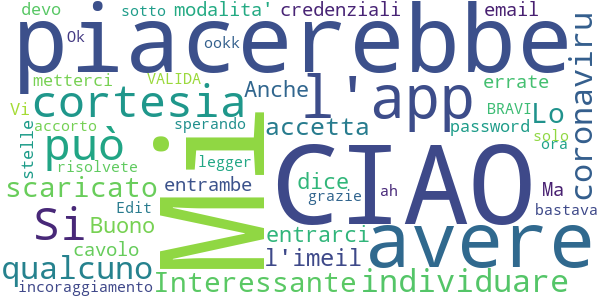 devo
sotto
modalita'
credenziali
email
piacerebbe
Ok
ookk
coronaviru
metterci
VALIDA
Anche
l'app
errate
cortesia
Vi
accorto
sperando
accetta
BRAVI
password
Lo
solo
ora
stelle
può
Mi
CIAO
risolvete
legger
scaricato
entrambe
dice
grazie
ah
Ma
bastava
Si
Edit
Buono
cavolo
entrarci
avere
l'imeil
qualcuno
incoraggiamento
Interessante
individuare